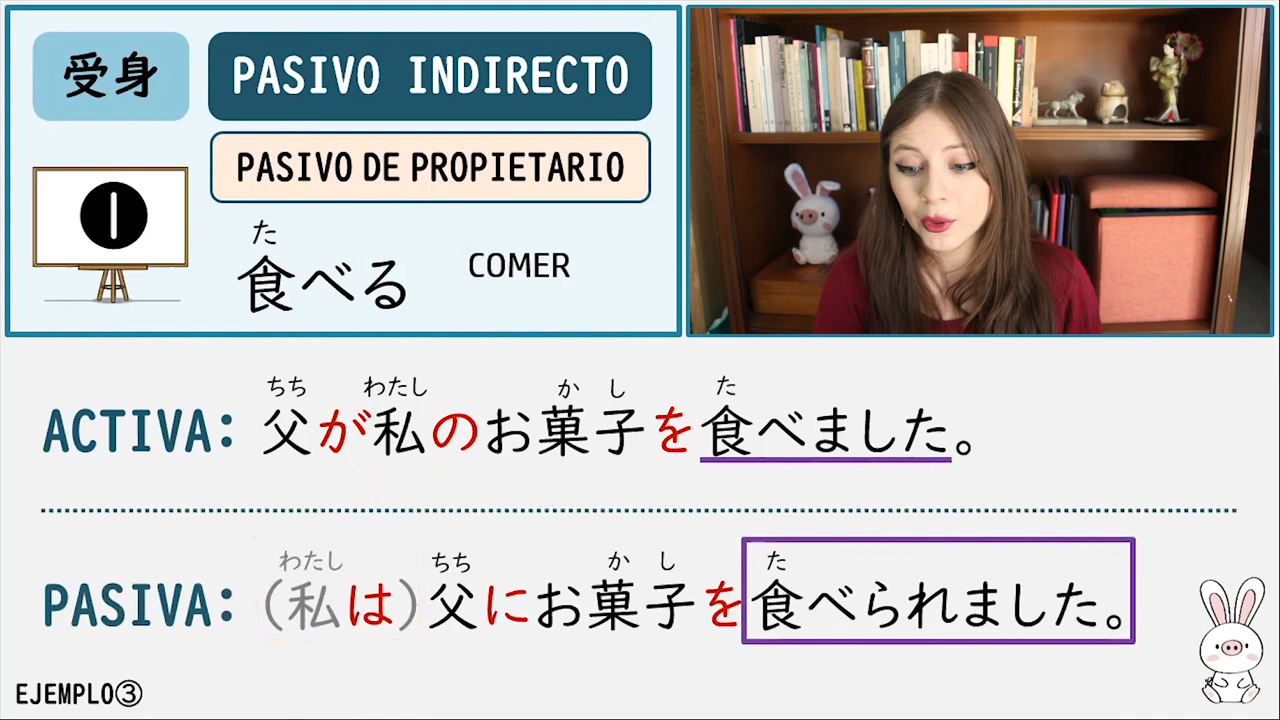 受身
PASIVO INDIRECTO
PASIVO DE PROPIETARIO
I
た
食べる
COMER
ちち わたし か し た
ACTIVA: 父が私のお菓子を食べました。
わたし ちち か し た
PASIVA: (私は)父にお菓子を食べられました。
EJEMPLO③